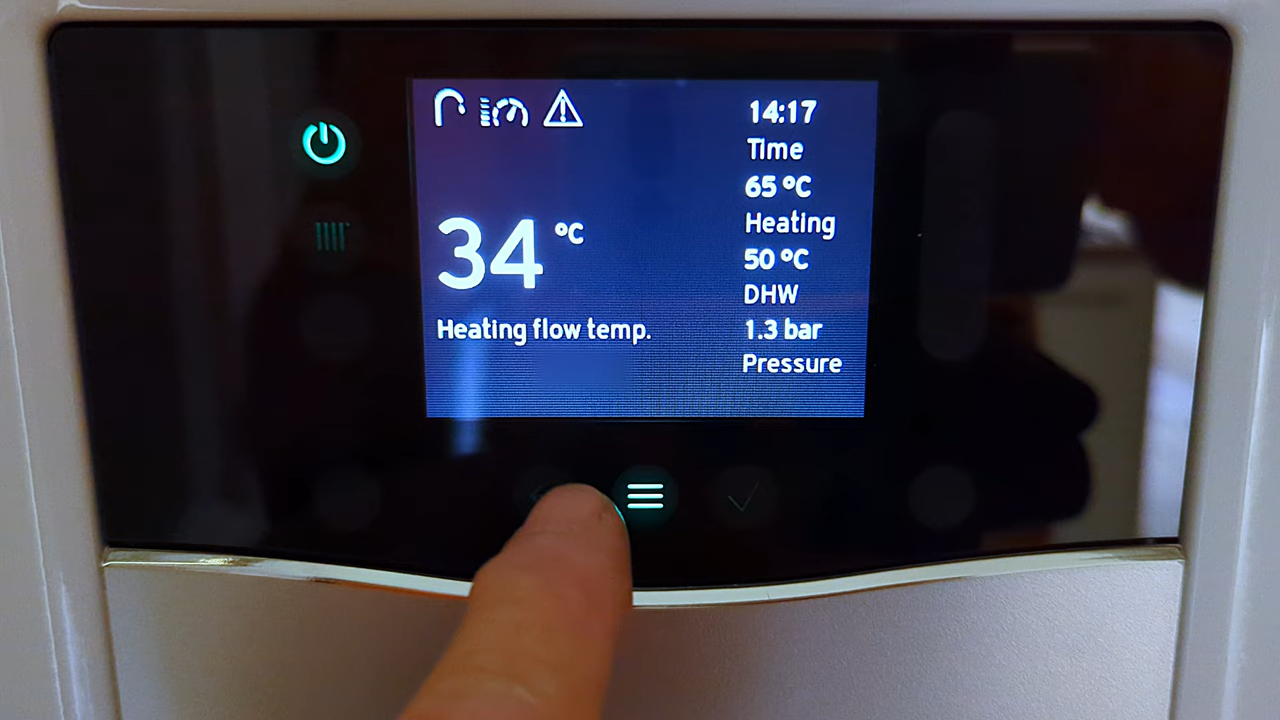 34 °C
Heating flow temp.
14:17
Time
65 °C
Heating
50 °C
DHW
1.3 bar
Pressure